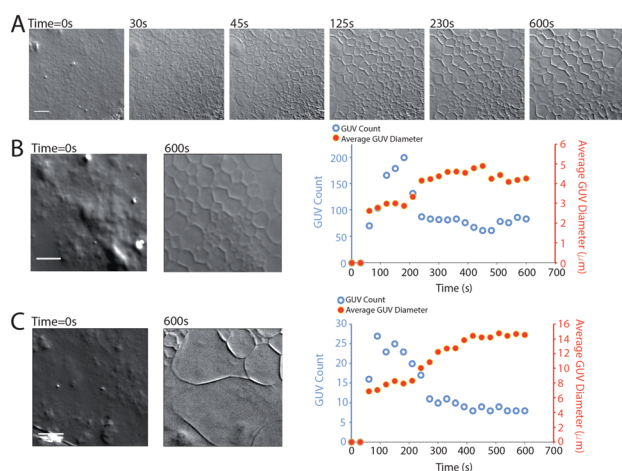 A
Time=0s 30s 45s 125s 230s 600s
B
Time=0s 600s
GUV Count
Average GUV Diameter
GUV Count
200
150
100
50
0
6
5
4
3
2
1
0
Average GUV Diameter (μm)
0 100 200 300 400 500 600 700
Time (s)
C
Time=0s 600s
GUV Count
Average GUV Diameter
GUV Count
30
25
20
15
10
5
0
16
14
12
10
8
6
4
2
0
Average GUV Diameter (μm)
0 100 200 300 400 500 600 700
Time (s)